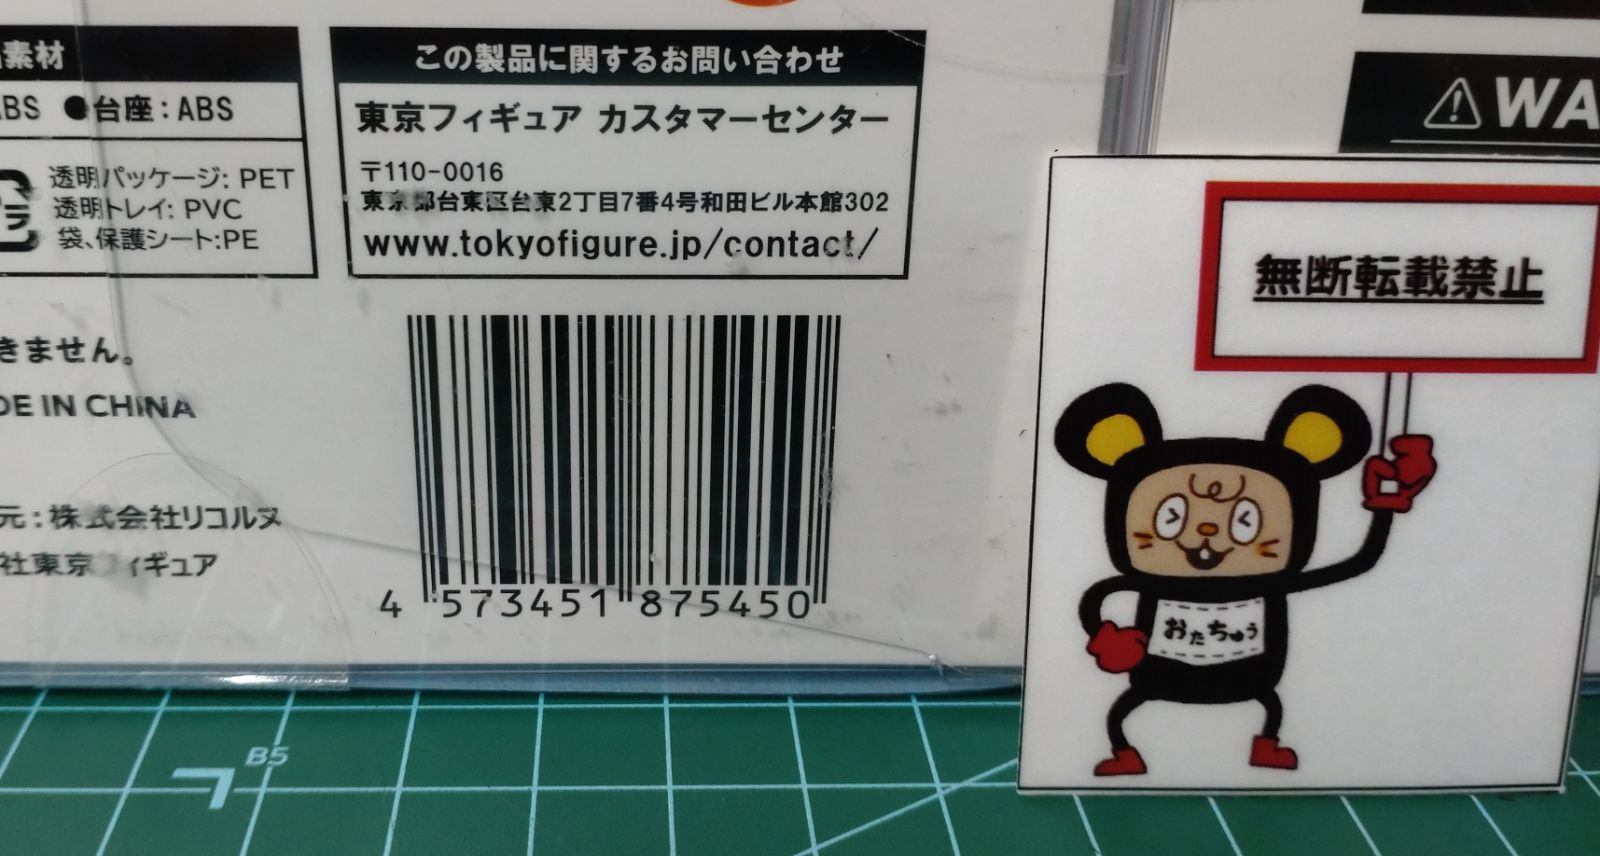 素材
ABS ●台座:ABS
透明パッケージ: PET
透明トレイ: PVC
袋、保護シート:PE
ラ
この製品に関するお問い合わせ
東京フィギュア カスタマーセンター
〒110-0016
東京都台東区台東2丁目7番4号和田ビル本館302
www.tokyofigure.jp/contact/
きません。
DE IN CHINA
元:株式会社リコルヌ
社東京フィギュア
4 573451 875450
WA
無断転載禁止
おたちゅう
B5